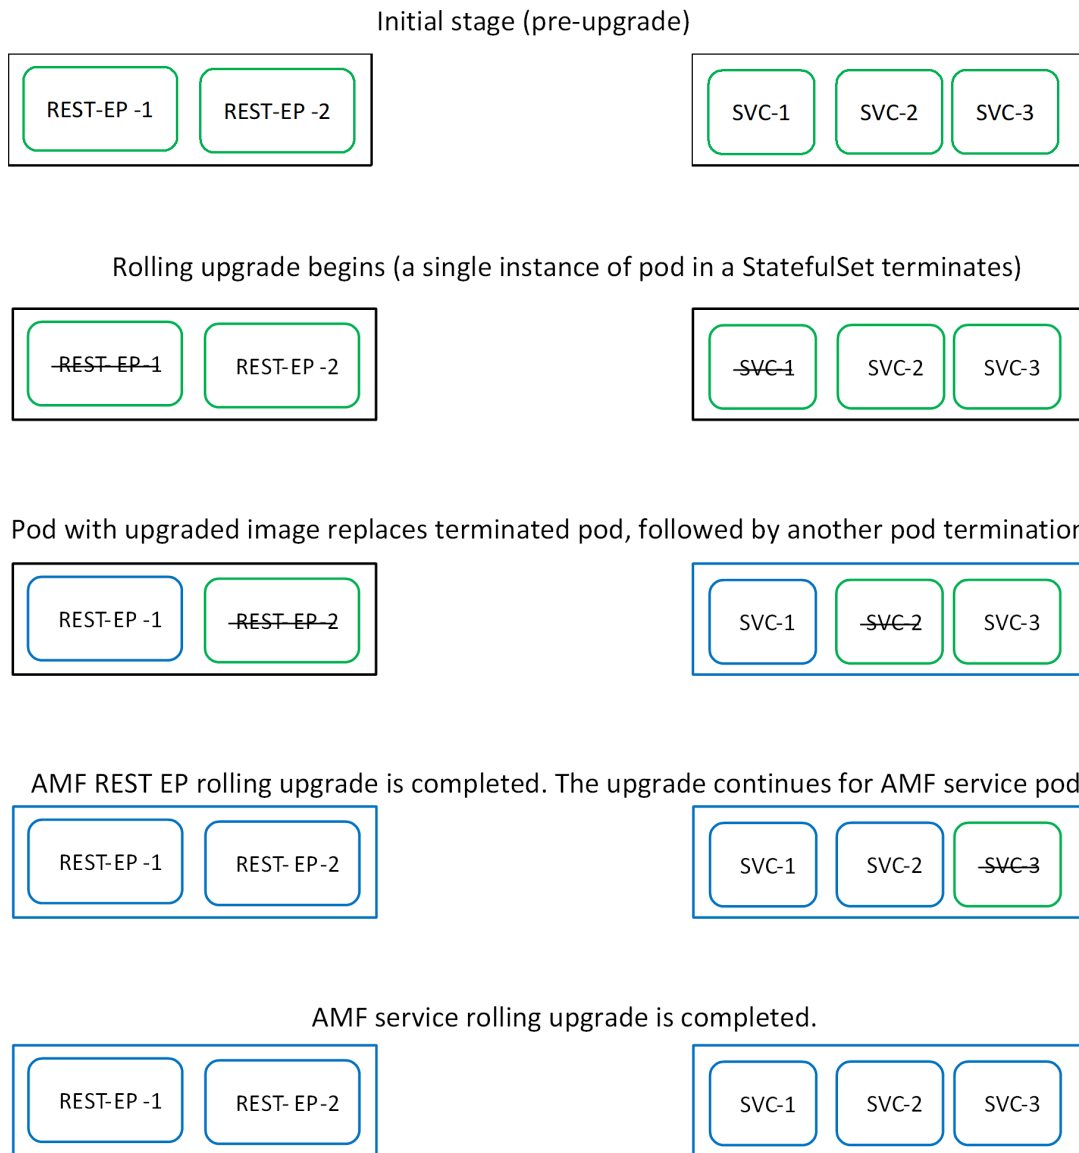 Initial stage (pre-upgrade)
REST-EP -1 REST-EP -2 SVC-1 SVC-2 SVC-3
Rolling upgrade begins (a single instance of pod in a StatefulSet terminates)
REST- EP-1 REST-EP -2 SVC-1 SVC-2 SVC-3
Pod with upgraded image replaces terminated pod, followed by another pod termination
REST-EP -1 REST- EP-2 SVC-1 SVC-2 SVC-3
AMF REST EP rolling upgrade is completed. The upgrade continues for AMF service pod
REST-EP -1 REST- EP-2 SVC-1 SVC-2 SVC-3
AMF service rolling upgrade is completed.
REST-EP -1 REST- EP-2 SVC-1 SVC-2 SVC-3